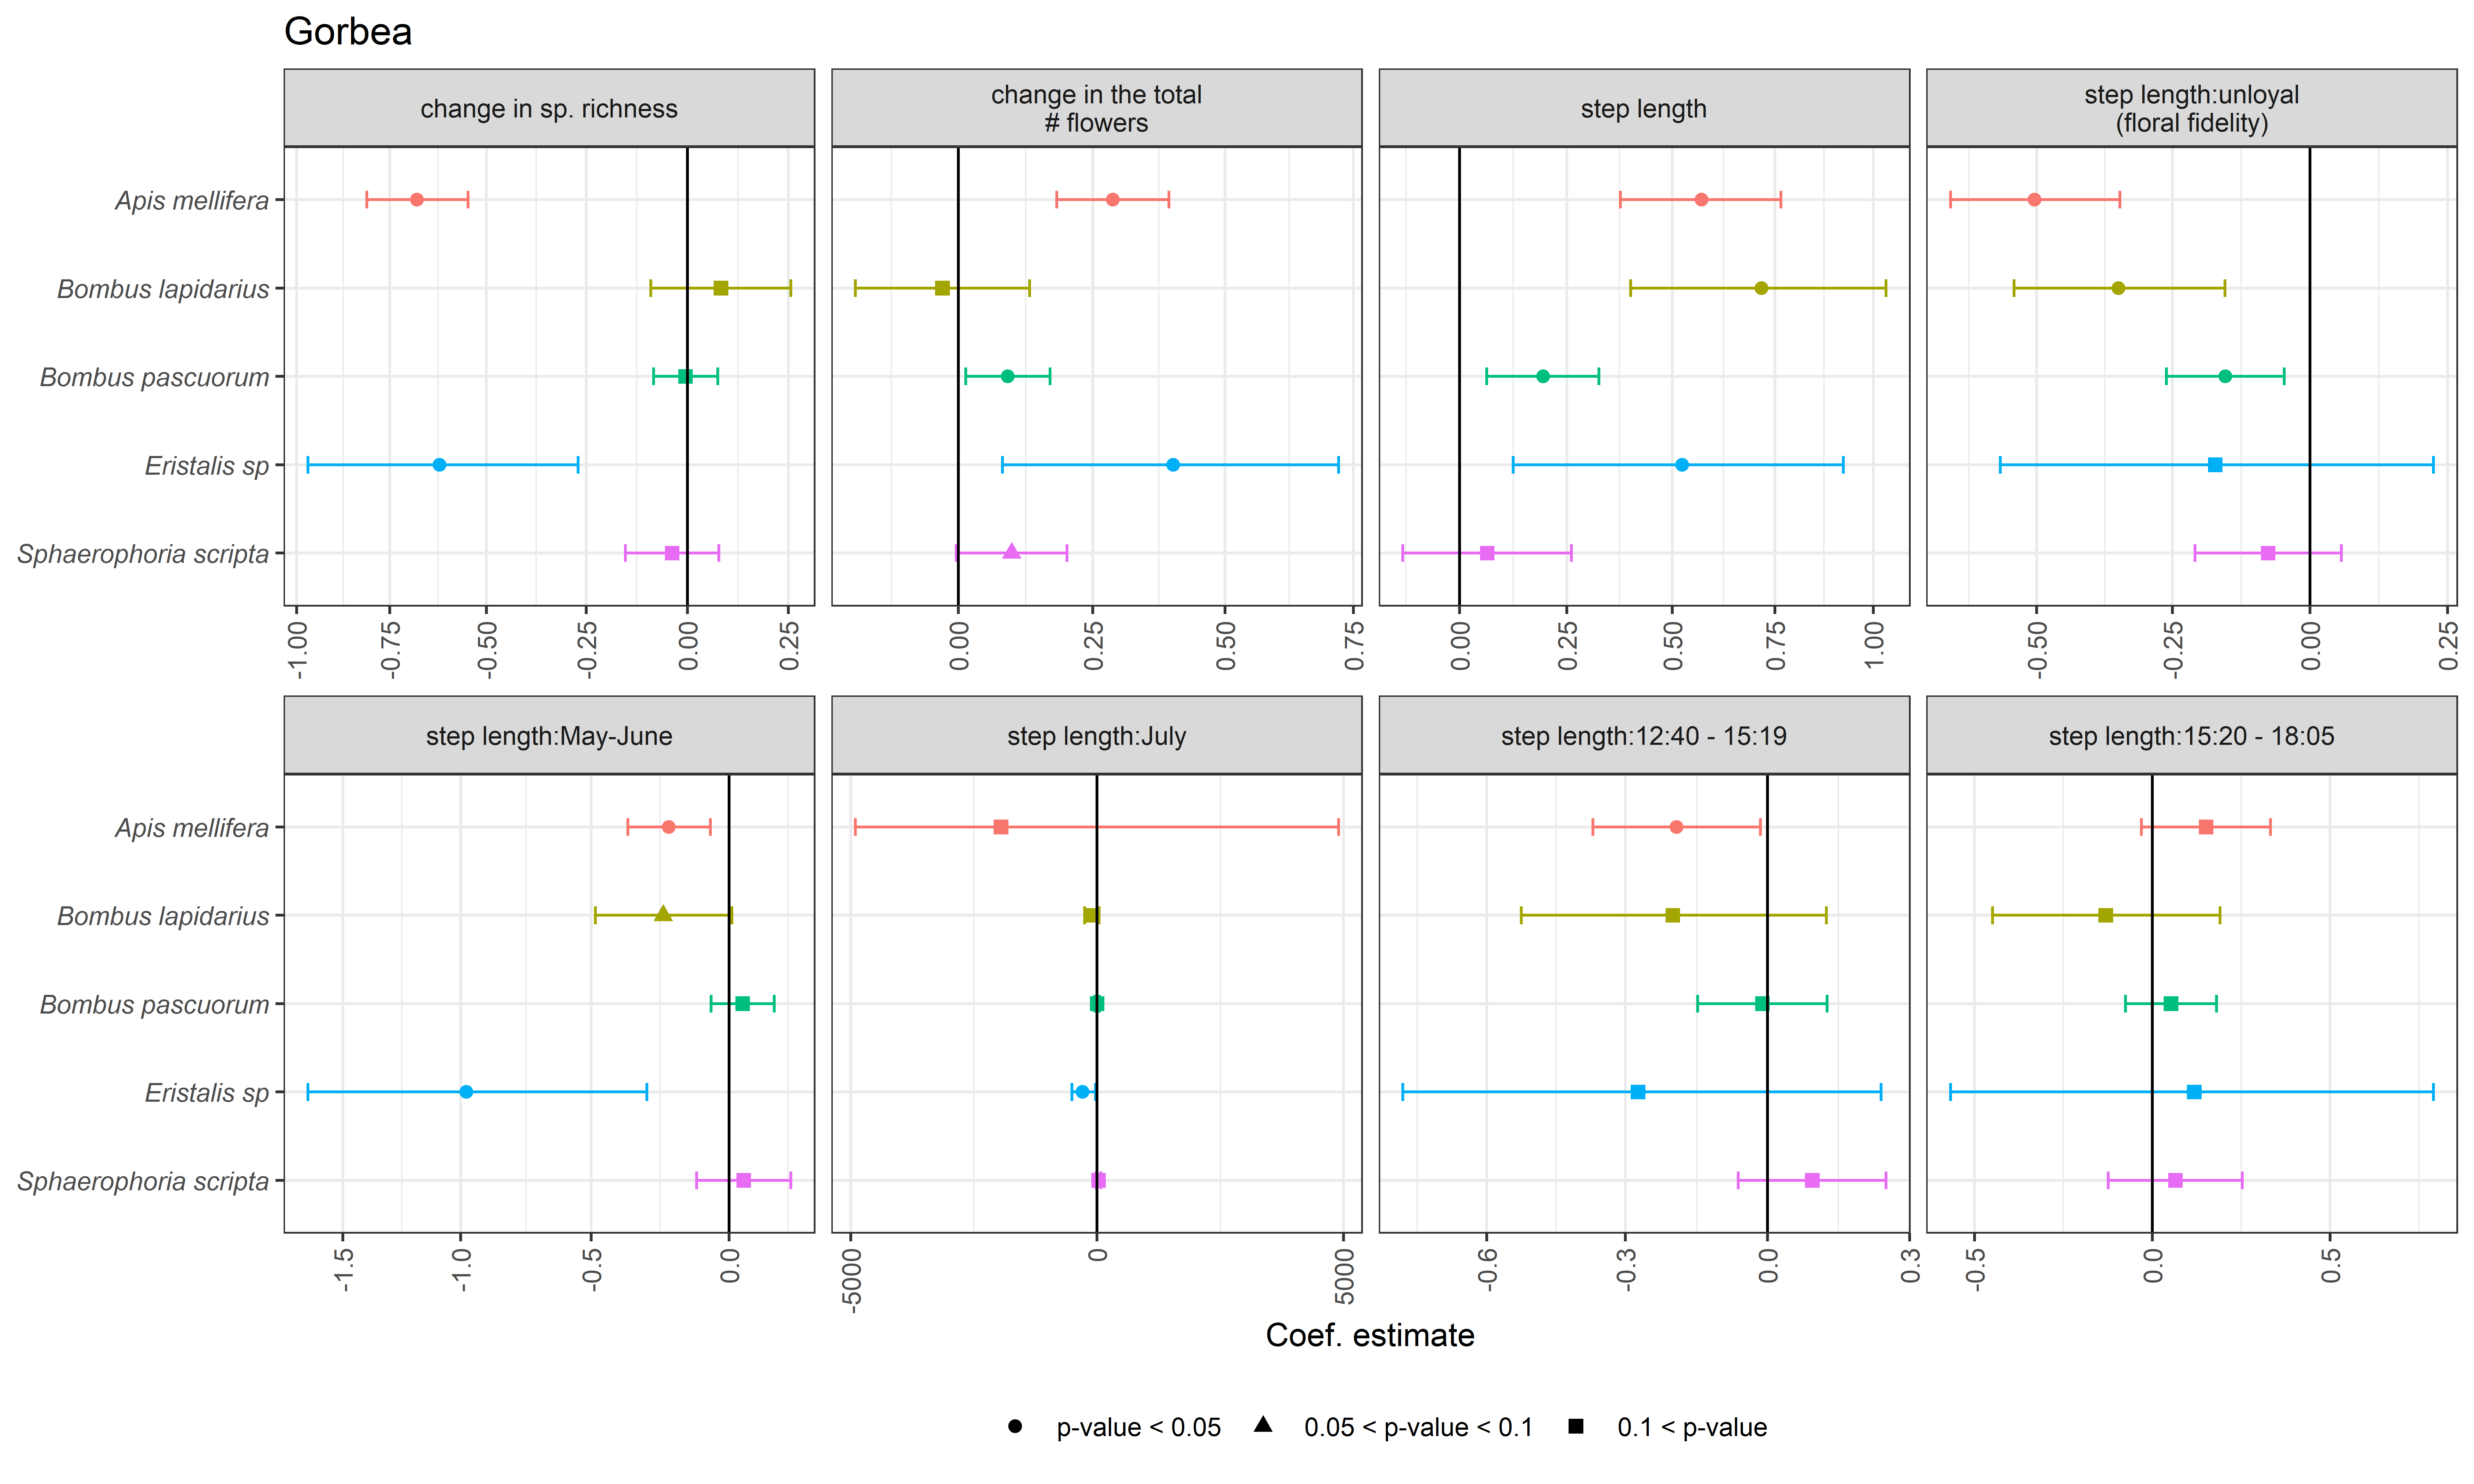 Gorbea
change in sp. richness
change in the total
# flowers
step length
step length:unloyal
(floral fidelity)
Apis mellifera
Bombus lapidarius
Bombus pascuorum
Eristalis sp
Sphaerophoria scripta
-1.00 -0.75 -0.50 -0.25 0.00 0.25
0.00 0.25 0.50 0.75
0.00 0.25 0.50 0.75 1.00
-0.50 -0.25 0.00 0.25
step length:May-June
step length:July
step length:12:40 - 15:19
step length:15:20 - 18:05
Apis mellifera
Bombus lapidarius
Bombus pascuorum
Eristalis sp
Sphaerophoria scripta
-1.5 -1.0 -0.5 0.0
-5000 0 5000
-0.6 -0.3 0.0 0.3
-0.5 0.0 0.5
Coef. estimate
p-value < 0.05 0.05 < p-value < 0.1 0.1 < p-value